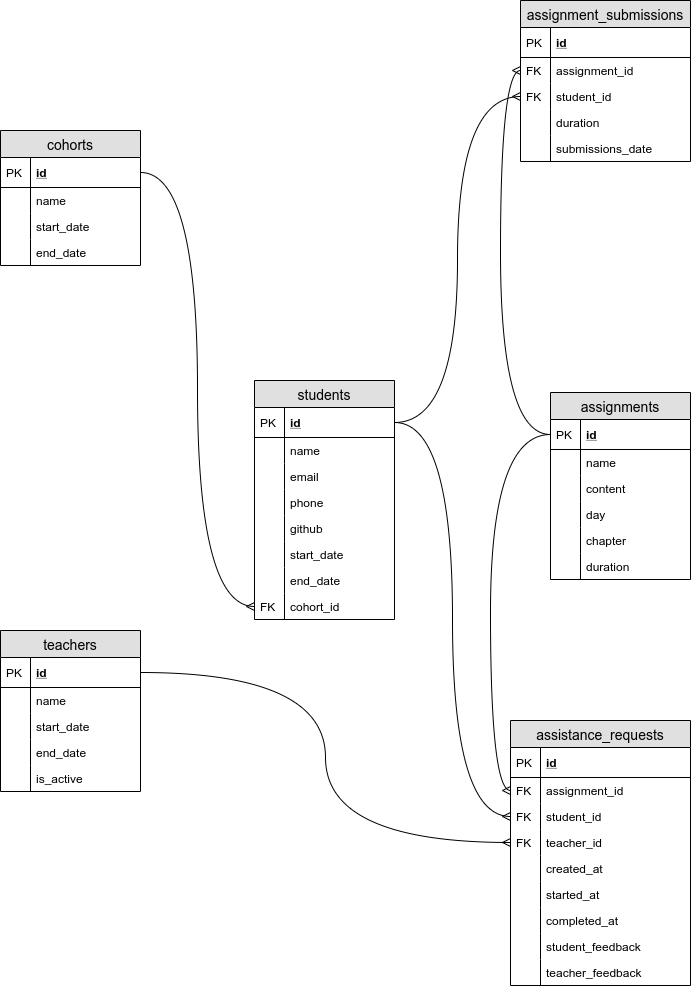 assignment_submissions
PK id
FK assignment_id
FK student_id
duration
submissions_date
cohorts
PK id
name
start_date
end_date
students
PK id
name
email
phone
github
start_date
end_date
FK cohort_id
assignments
PK id
name
content
day
chapter
duration
teachers
PK id
name
start_date
end_date
is_active
assistance_requests
PK id
FK assignment_id
FK student_id
FK teacher_id
created_at
started_at
completed_at
student_feedback
teacher_feedback